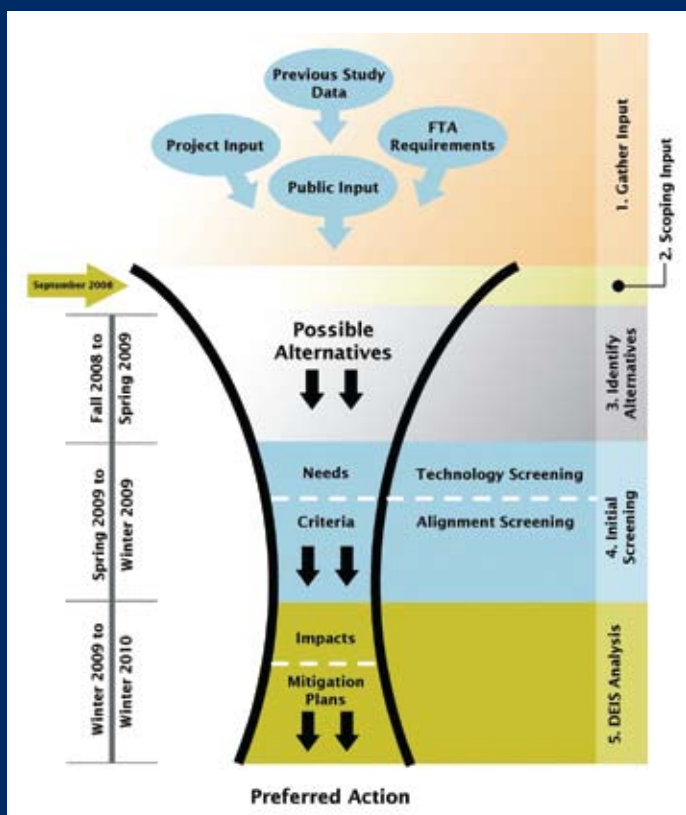 Previous Study
Data
Project Input
FTA
Requirements
Public Input
1. Gather Input
2. Scoping Input
September 2008
Possible
Alternatives
Fall 2008 to
Spring 2009
3. Identify
Alternatives
Needs
Technology Screening
Criteria
Alignment Screening
Spring 2009 to
Winter 2009
4. Initial
Screening
Impacts
Mitigation
Plans
Winter 2009 to
Winter 2010
5. DEIS Analysis
Preferred Action